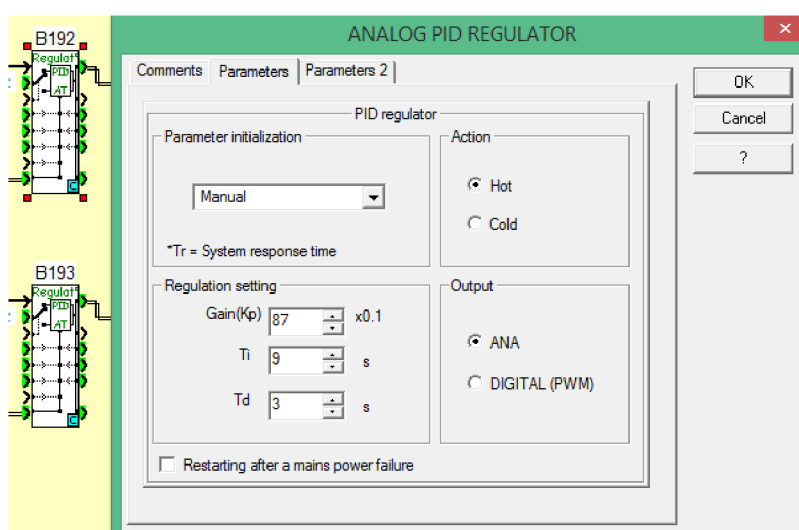 B192
Regulat
PID
AT
C
B193
Regulat
PID
AT
C
ANALOG PID REGULATOR
Comments Parameters Parameters 2
OK
Cancel
?
PID regulator
Parameter initialization
Manual
*Tr = System response time
Action
Hot
Cold
Regulation setting
Gain(Kp) 87 x0.1
Ti 9 s
Td 3 s
Output
ANA
DIGITAL (PWM)
Restarting after a mains power failure